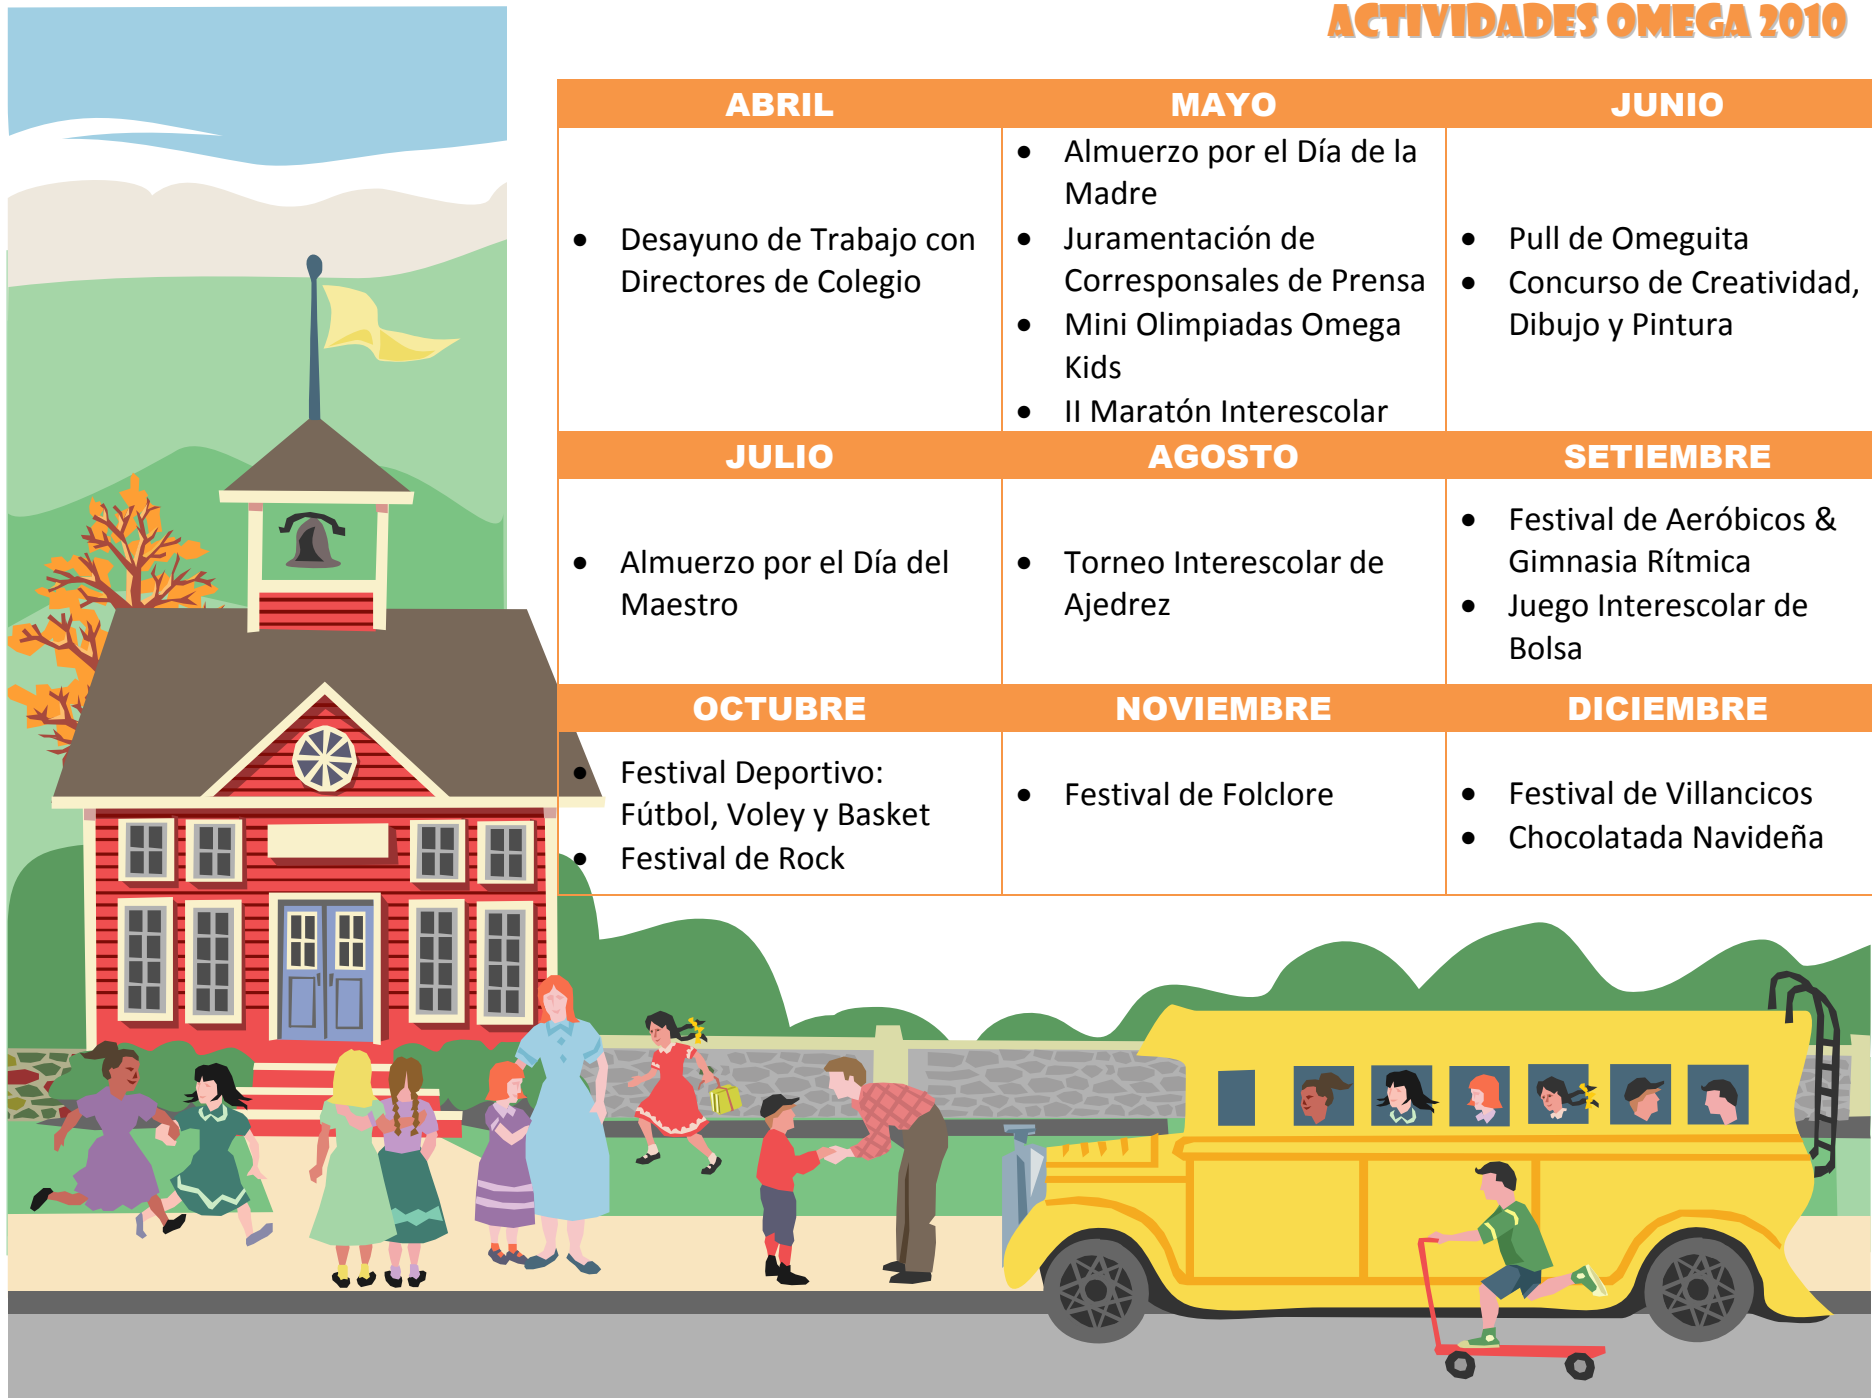 ACTIVIDADES OMEGA 2010
ABRIL
MAYO
JUNIO
• Desayuno de Trabajo con
Directores de Colegio
• Almuerzo por el Día de la
Madre
• Juramentación de
Corresponsales de Prensa
• Mini Olimpiadas Omega
Kids
• II Maratón Interescolar
• Pull de Omeguita
• Concurso de Creatividad,
Dibujo y Pintura
JULIO
AGOSTO
SETIEMBRE
• Almuerzo por el Día del
Maestro
• Torneo Interescolar de
Ajedrez
• Festival de Aeróbicos &
Gimnasia Rítmica
• Juego Interescolar de
Bolsa
OCTUBRE
NOVIEMBRE
DICIEMBRE
• Festival Deportivo:
Fútbol, Voley y Basket
• Festival de Rock
• Festival de Folclore
• Festival de Villancicos
• Chocolatada Navideña